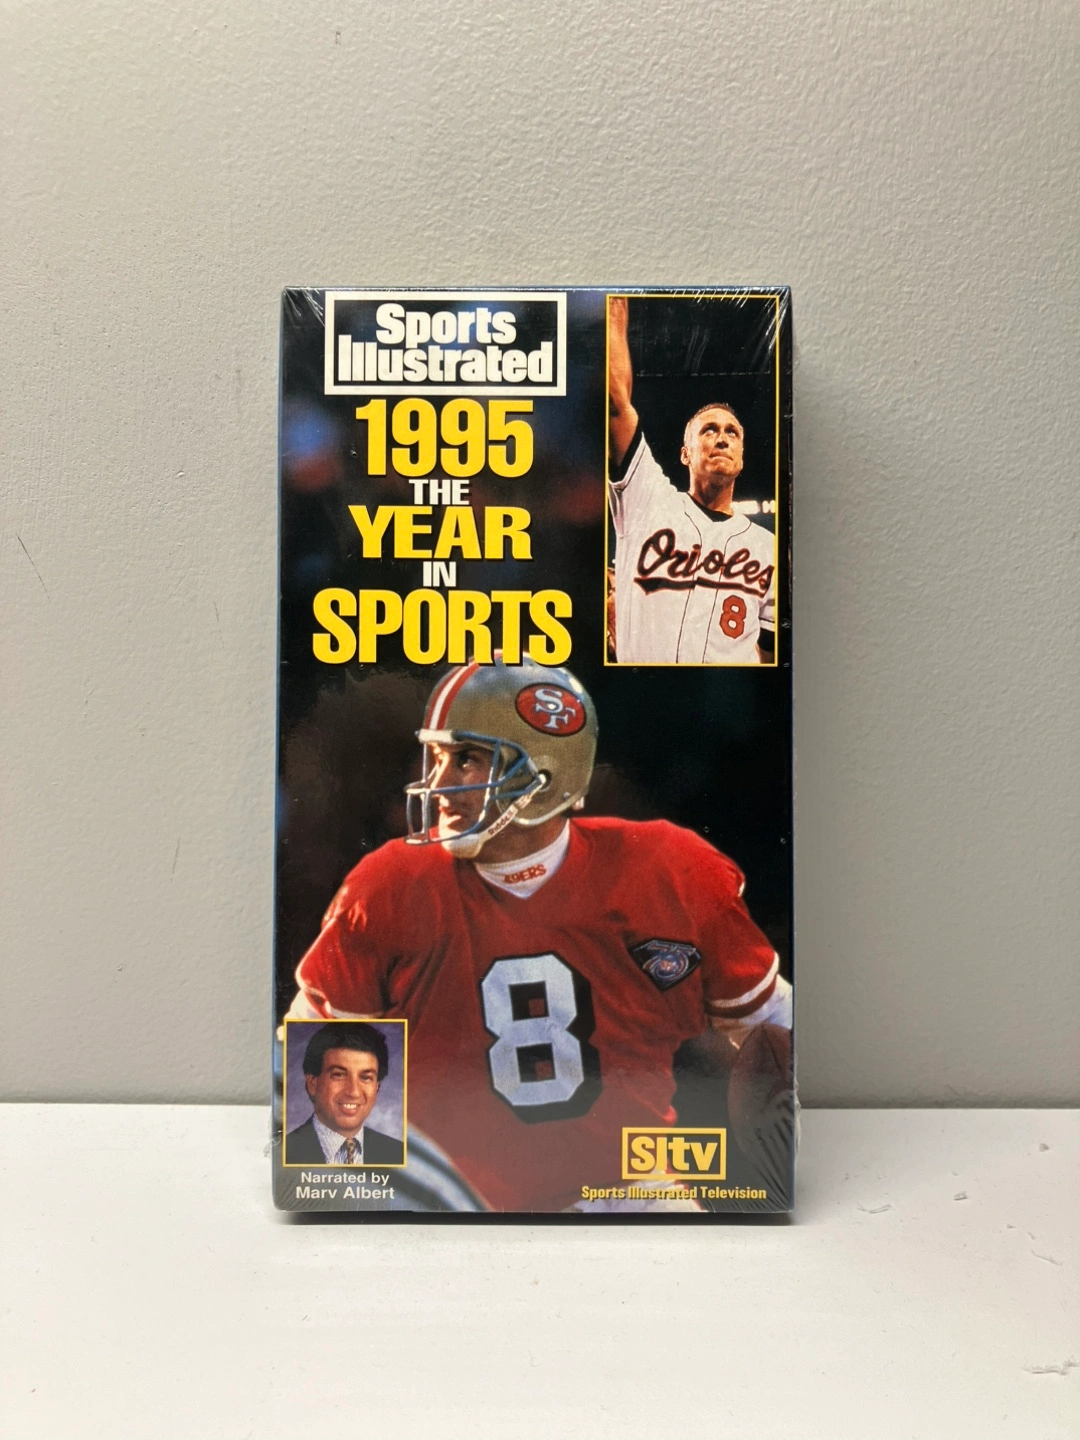 Sports
Illustrated
1995
THE
YEAR
IN
SPORTS
Orioles
8
SF
RIDDELL
49ERS
8
Narrated by
Marv Albert
SItv
Sports Illustrated Television